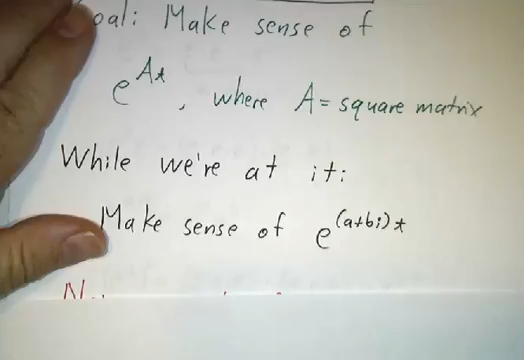 oal: Make sense of
e^{At}, where A = square matrix
While we're at it:
Make sense of e^{(a+bi)t}